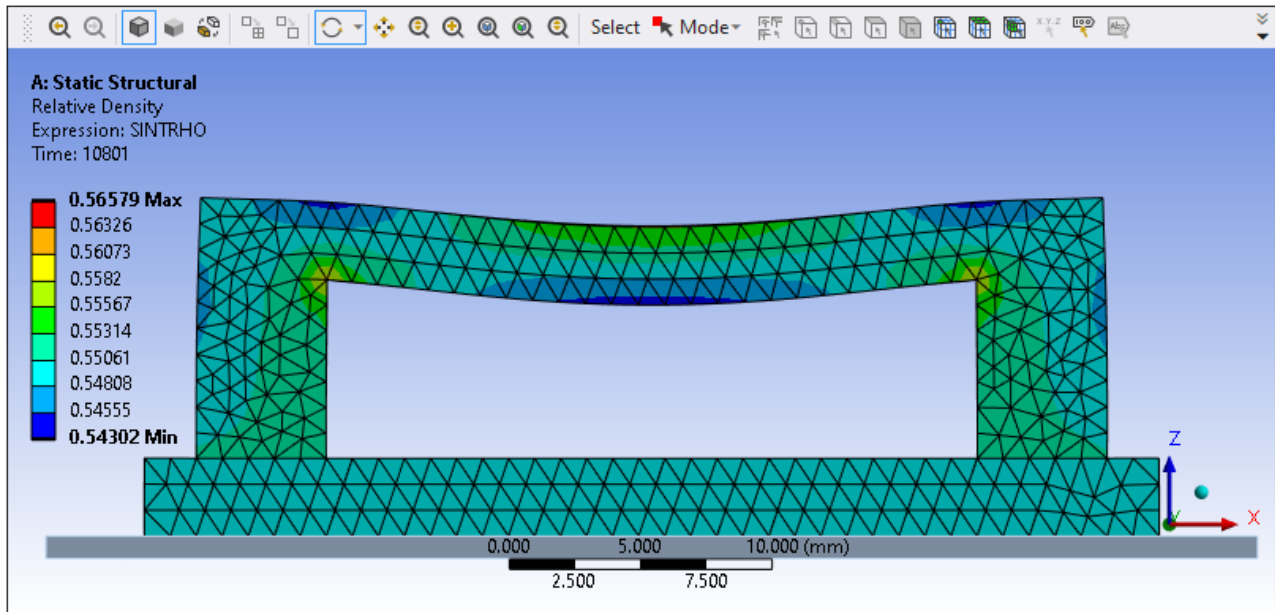 Select Mode
A: Static Structural
Relative Density
Expression: SINTRHO
Time: 10801
0.56579 Max
0.56326
0.56073
0.5582
0.55567
0.55314
0.55061
0.54808
0.54555
0.54302 Min
Z
X
Y
0.000 5.000 10.000 (mm)
2.500 7.500